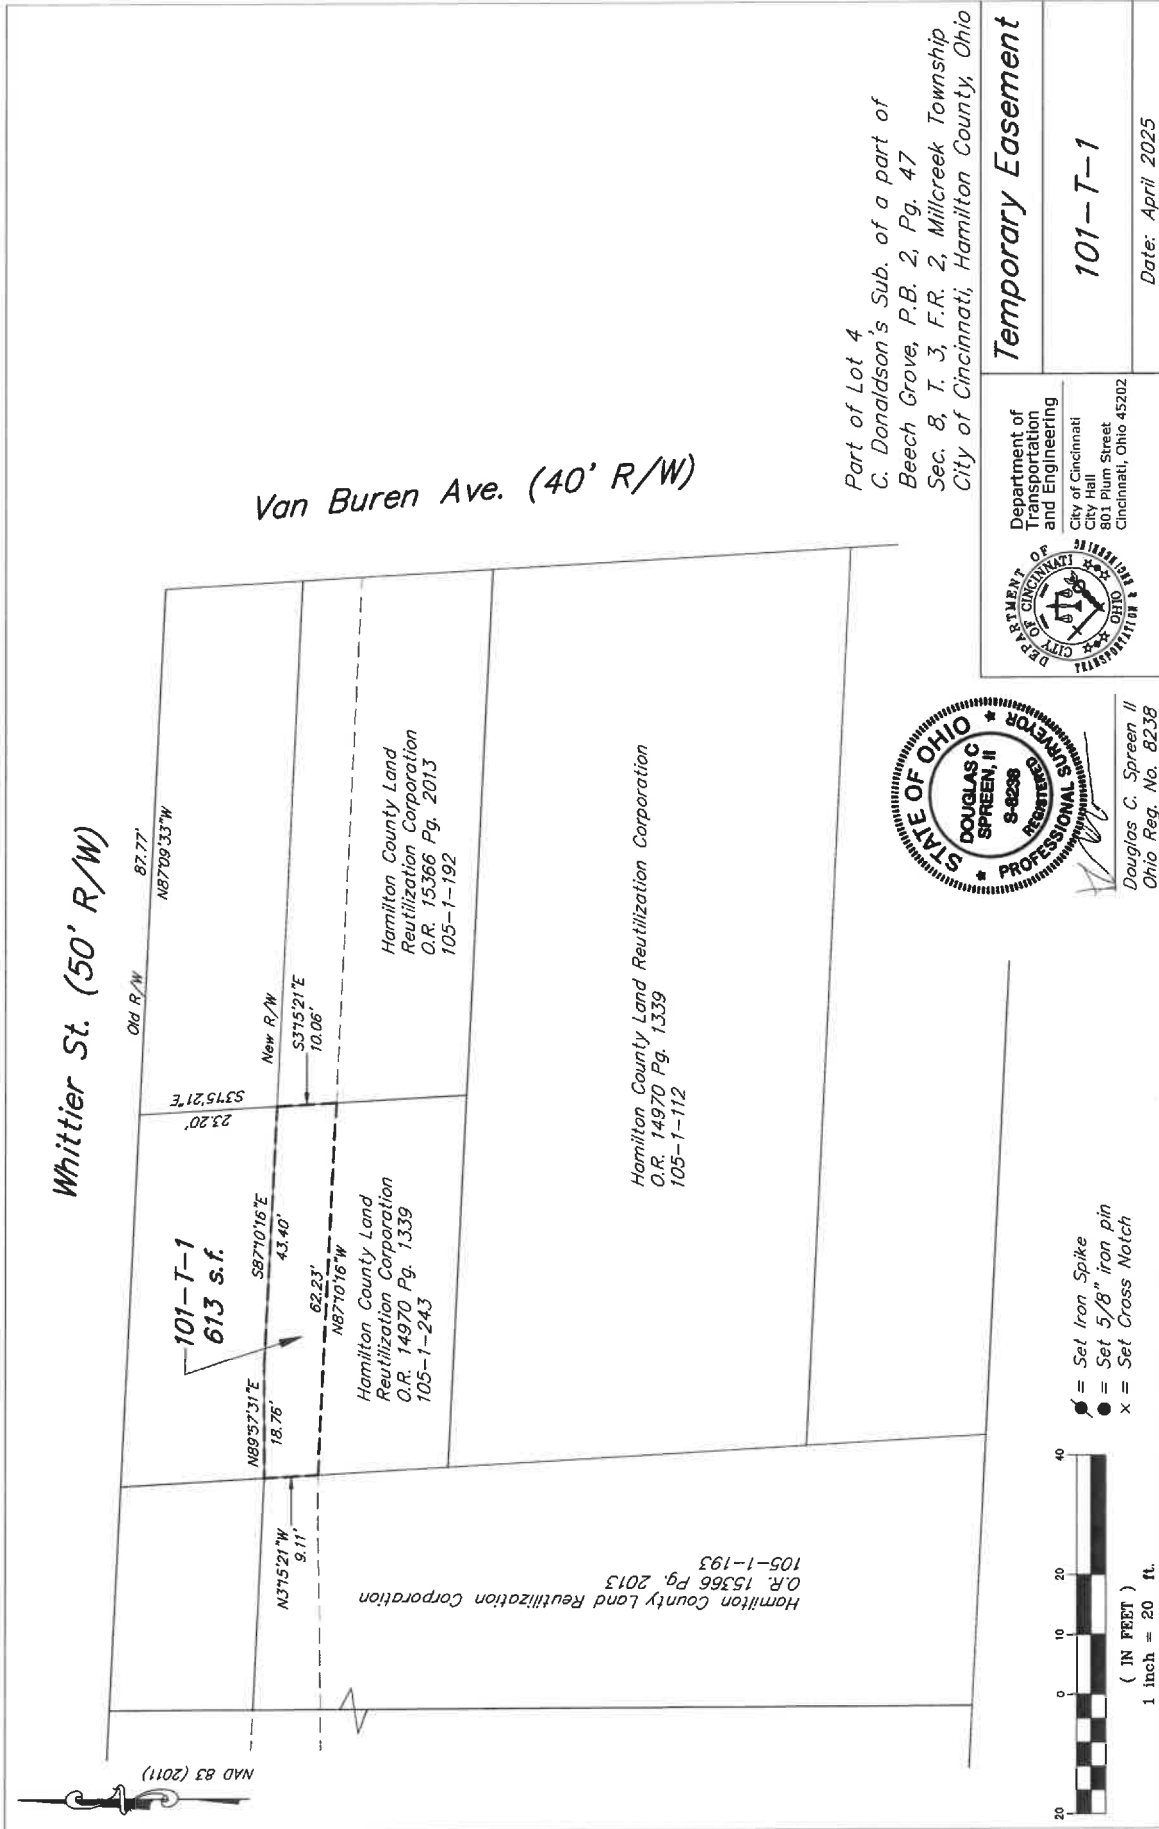 Whittier St. (50' R/W)
Old R/W
87.77'
N87°09'33"W
Van Buren Ave. (40' R/W)
New R/W
S3°15'21"E
23.20'
S3°15'21"E
10.06'
101-T-1
613 s.f.
S87°10'16"E
43.40'
N89°57'31"E
18.76'
62.23'
N87°10'16"W
N3°15'21"W
9.11'
Hamilton County Land
Reutilization Corporation
O.R. 15366 Pg. 2013
105-1-192
Hamilton County Land
Reutilization Corporation
O.R. 14970 Pg. 1339
105-1-243
Hamilton County Land Reutilization Corporation
O.R. 14970 Pg. 1339
105-1-112
Hamilton County Land Reutilization Corporation
O.R. 15366 Pg. 2013
105-1-193
NAD 83 (2011)
Part of Lot 4
C. Donaldson's Sub. of a part of
Beech Grove, P.B. 2, Pg. 47
Sec. 8, T. 3, F.R. 2, Millcreek Township
City of Cincinnati, Hamilton County, Ohio
= Set Iron Spike
= Set 5/8" iron pin
x = Set Cross Notch
20 0 10 20 40
( IN FEET )
1 inch = 20 ft.
STATE OF OHIO
DOUGLAS C
SPREEN, II
S-8238
REGISTERED
PROFESSIONAL SURVEYOR
Douglas C. Spreen II
Ohio Reg. No. 8238
DEPARTMENT OF
TRANSPORTATION & ENGINEERING
CITY OF CINCINNATI
OHIO
Department of
Transportation
and Engineering
City of Cincinnati
City Hall
801 Plum Street
Cincinnati, Ohio 45202
Temporary Easement
101-T-1
Date: April 2025